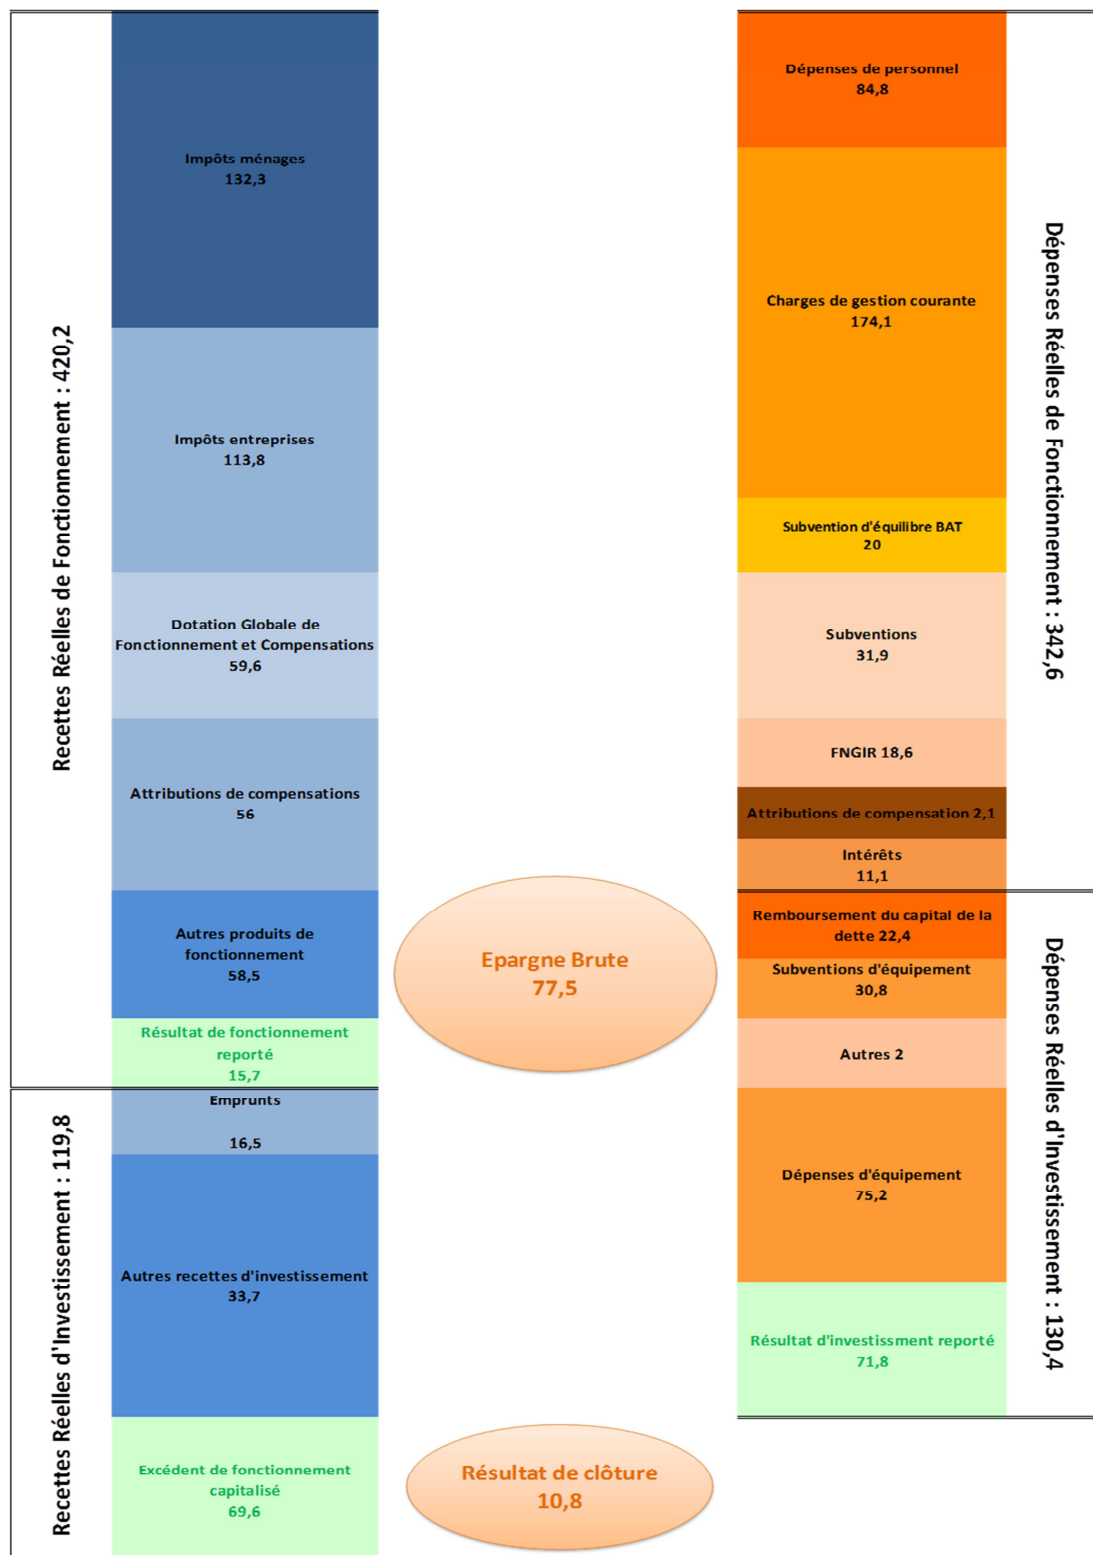 Recettes Réelles de Fonctionnement : 420,2
Impôts ménages
132,3
Impôts entreprises
113,8
Dotation Globale de
Fonctionnement et Compensations
59,6
Attributions de compensations
56
Autres produits de
fonctionnement
58,5
Résultat de fonctionnement
reporté
15,7
Recettes Réelles d'Investissement : 119,8
Emprunts
16,5
Autres recettes d'investissement
33,7
Excédent de fonctionnement
capitalisé
69,6
Epargne Brute
77,5
Résultat de clôture
10,8
Dépenses de personnel
84,8
Charges de gestion courante
174,1
Subvention d'équilibre BAT
20
Subventions
31,9
FNGIR 18,6
Attributions de compensation 2,1
Intérêts
11,1
Dépenses Réelles de Fonctionnement : 342,6
Remboursement du capital de la
dette 22,4
Subventions d'équipement
30,8
Autres 2
Dépenses d'équipement
75,2
Résultat d'investissment reporté
71,8
Dépenses Réelles d'Investissement : 130,4